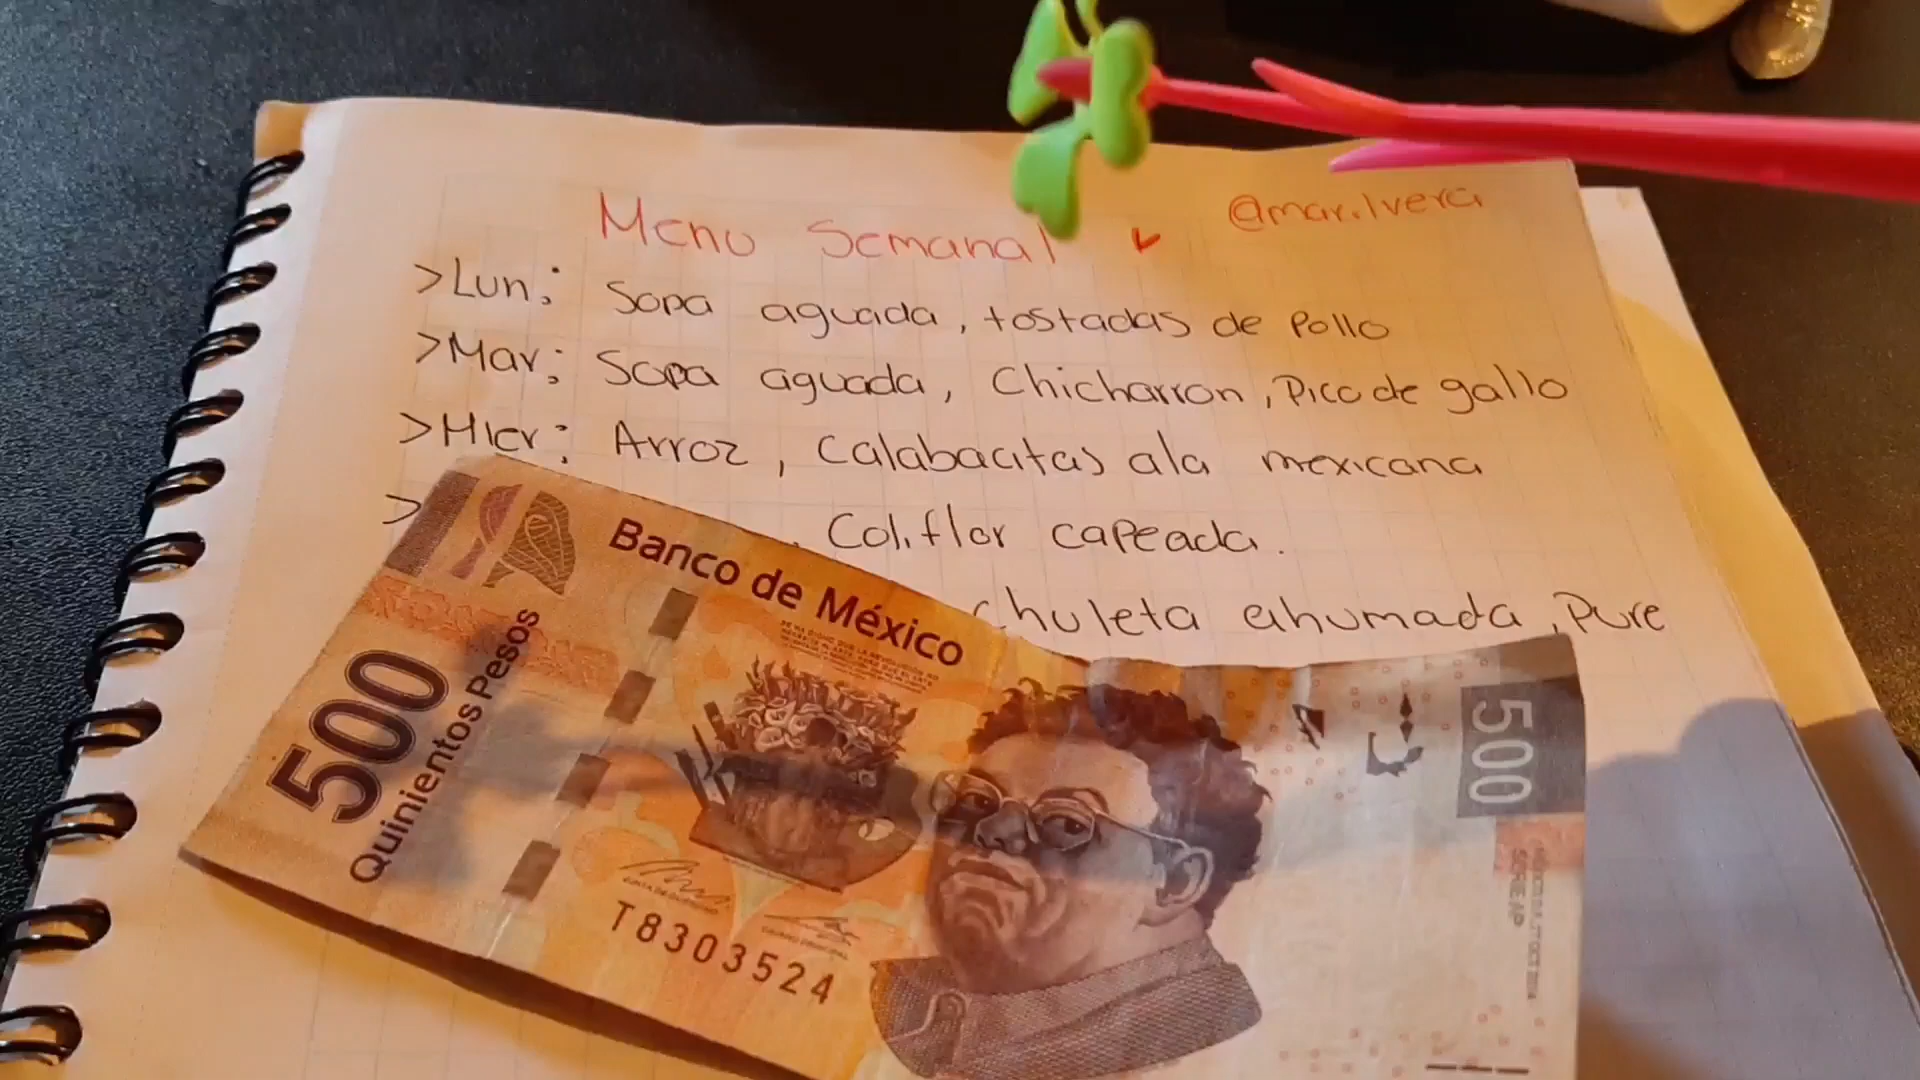 Menu Semanal
@mar.lvera
>Lun: Sopa aguada, tostadas de Pollo
>Mar: Sopa aguada, Chicharron, Pico de gallo
>Mier: Arroz, Calabacitas ala mexicana
> Coliflor capeada.
chuleta ahumada, Pure
Banco de México
500
Quinientos Pesos
500
T8303524